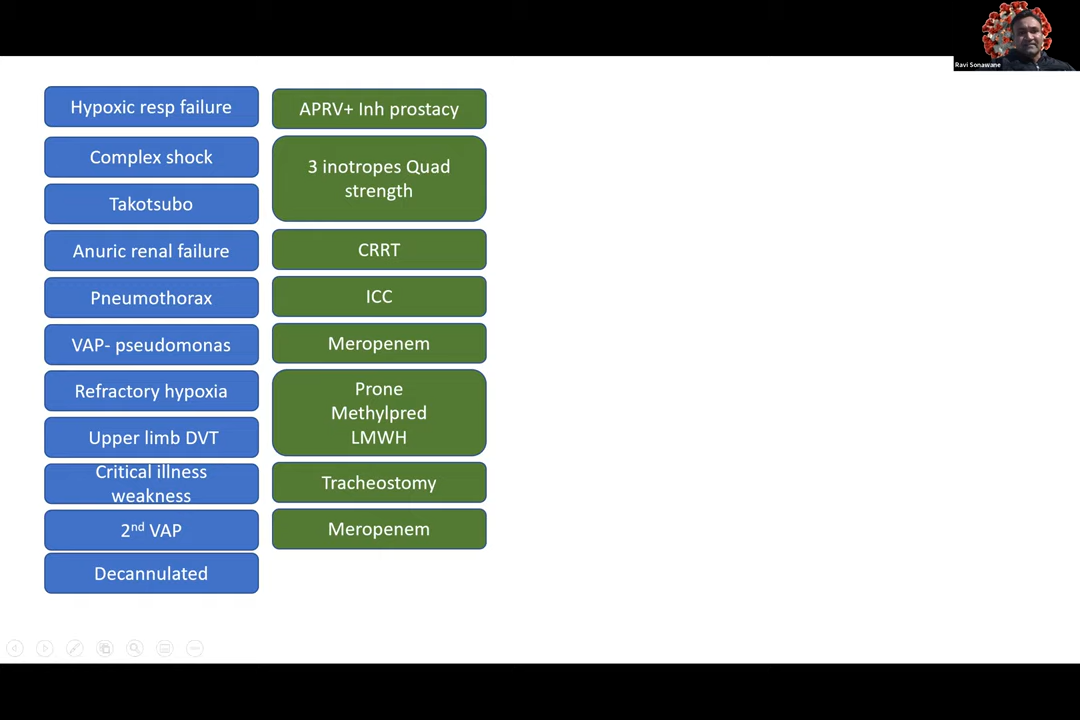 Ravi Sonawane
Hypoxic resp failure
APRV+ Inh prostacy
Complex shock
3 inotropes Quad
strength
Takotsubo
Anuric renal failure
CRRT
Pneumothorax
ICC
VAP- pseudomonas
Meropenem
Refractory hypoxia
Prone
Methylpred
LMWH
Upper limb DVT
Critical illness
weakness
Tracheostomy
2nd VAP
Meropenem
Decannulated